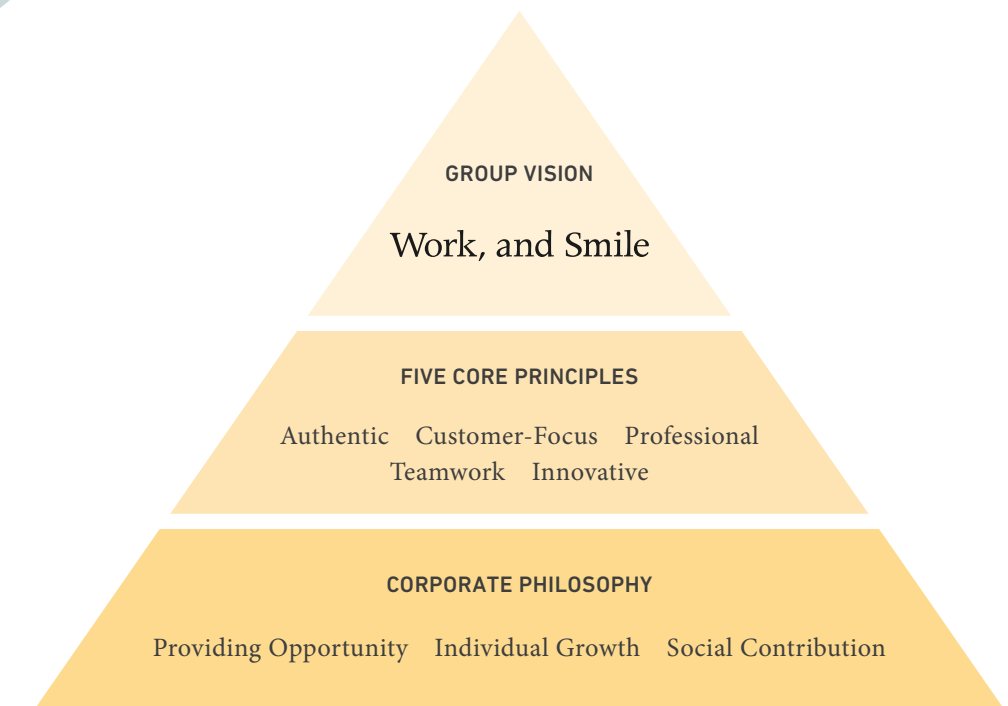 GROUP VISION
Work, and Smile
FIVE CORE PRINCIPLES
Authentic Customer-Focus Professional
Teamwork Innovative
CORPORATE PHILOSOPHY
Providing Opportunity Individual Growth Social Contribution